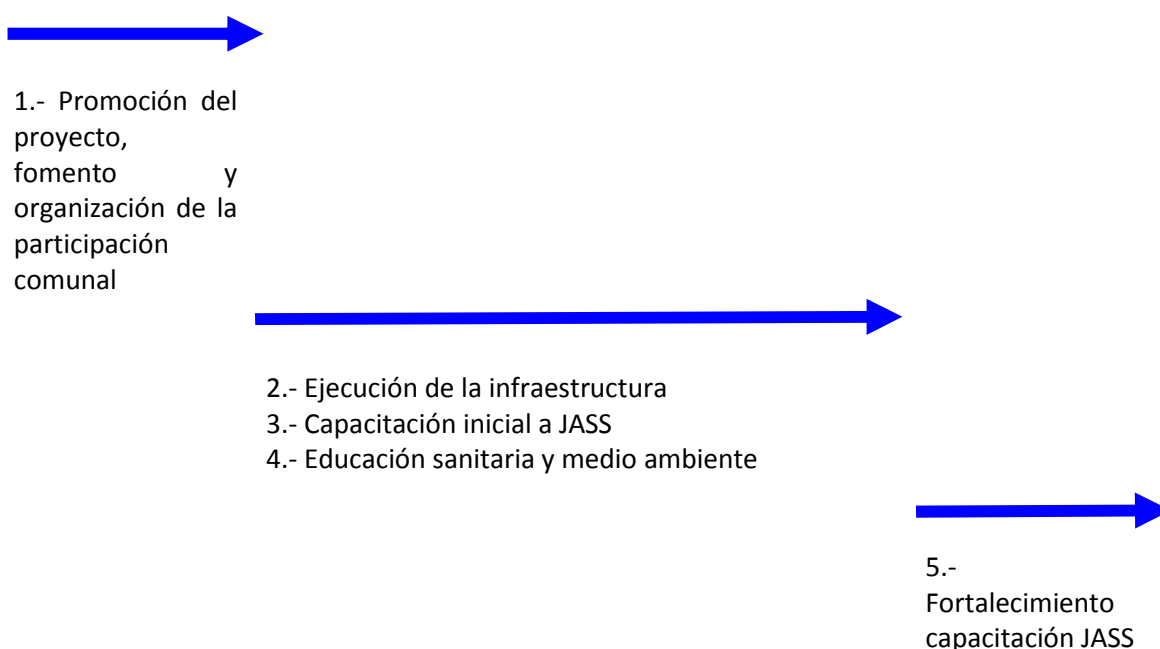 1.- Promoción del
proyecto,
fomento y
organización de la
participación
comunal
2.- Ejecución de la infraestructura
3.- Capacitación inicial a JASS
4.- Educación sanitaria y medio ambiente
5.-
Fortalecimiento
capacitación JASS